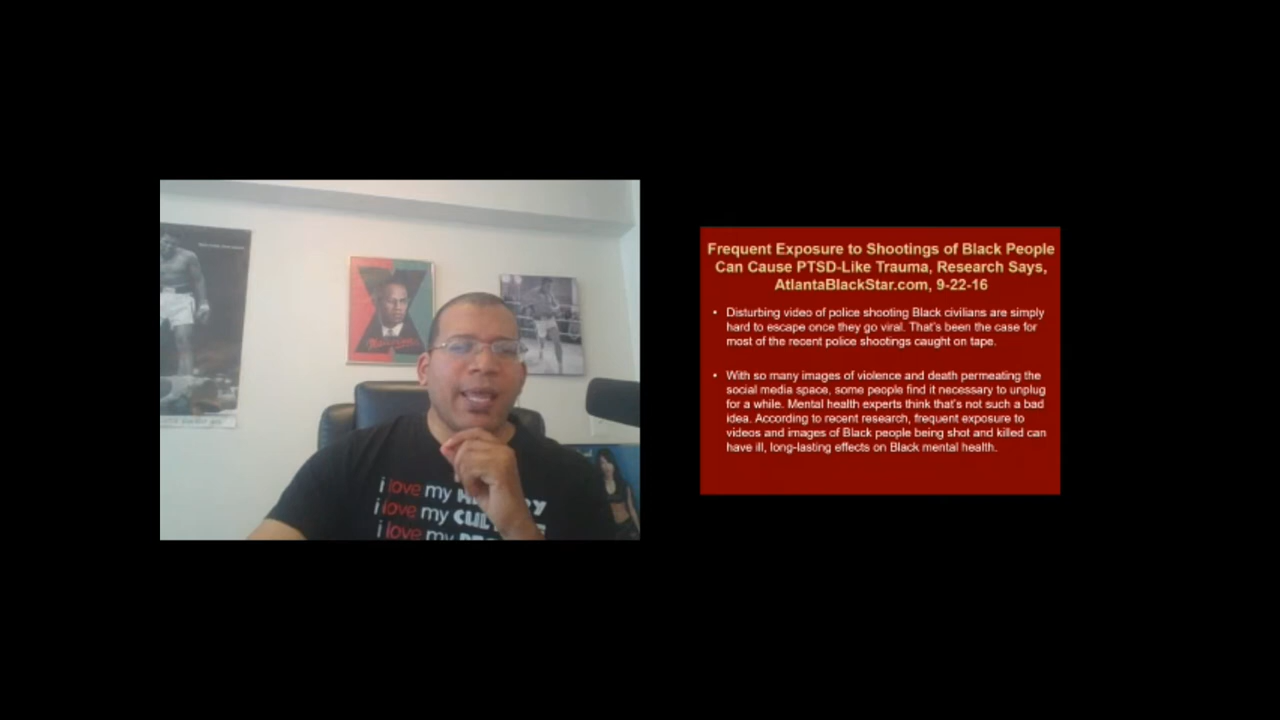 i love my
i love my
i love my
Frequent Exposure to Shootings of Black People
Can Cause PTSD-Like Trauma, Research Says,
AtlantaBlackStar.com, 9-22-16
• Disturbing video of police shooting Black civilians are simply
hard to escape once they go viral. That's been the case for
most of the recent police shootings caught on tape.
• With so many images of violence and death permeating the
social media space, some people find it necessary to unplug
for a while. Mental health experts think that's not such a bad
idea. According to recent research, frequent exposure to
videos and images of Black people being shot and killed can
have ill, long-lasting effects on Black mental health.